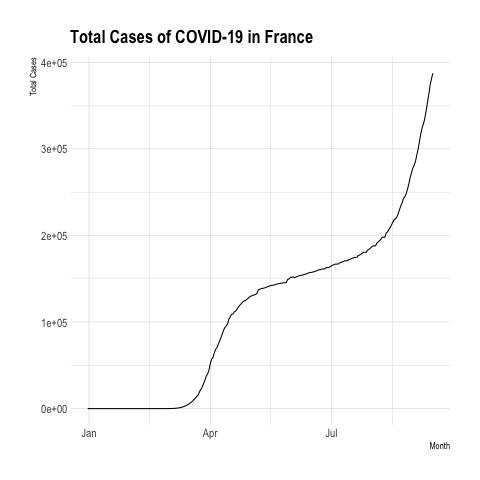 Total Cases of COVID-19 in France
Total Cases
4e+05
3e+05
2e+05
1e+05
0e+00
Jan Apr Jul
Month